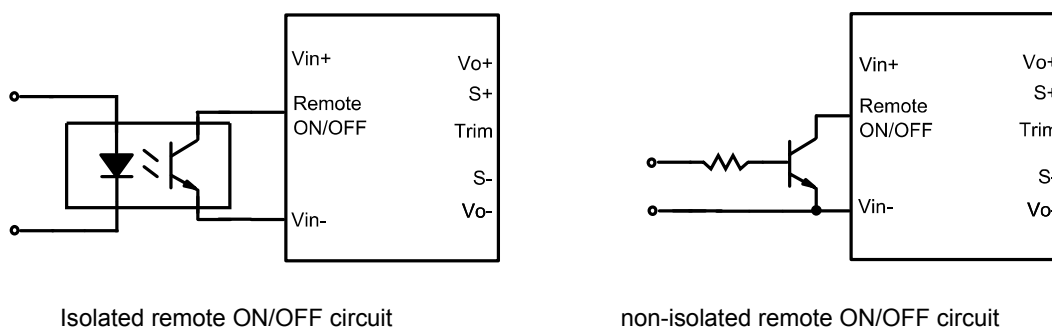 Vin+
Vo+
S+
Remote
ON/OFF
Trim
S-
Vin-
Vo-
Vin+
Vo+
S+
Remote
ON/OFF
Trim
S-
Vin-
Vo-
Isolated remote ON/OFF circuit
non-isolated remote ON/OFF circuit